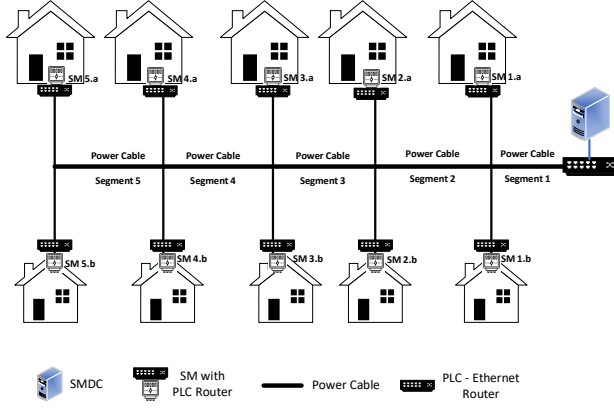 SM 5.a
SM 4.a
SM 3.a
SM 2.a
SM 1.a
Power Cable
Power Cable
Power Cable
Power Cable
Power Cable
Segment 5
Segment 4
Segment 3
Segment 2
Segment 1
SM 5.b
SM 4.b
SM 3.b
SM 2.b
SM 1.b
SMDC
SM with
PLC Router
Power Cable
PLC - Ethernet
Router